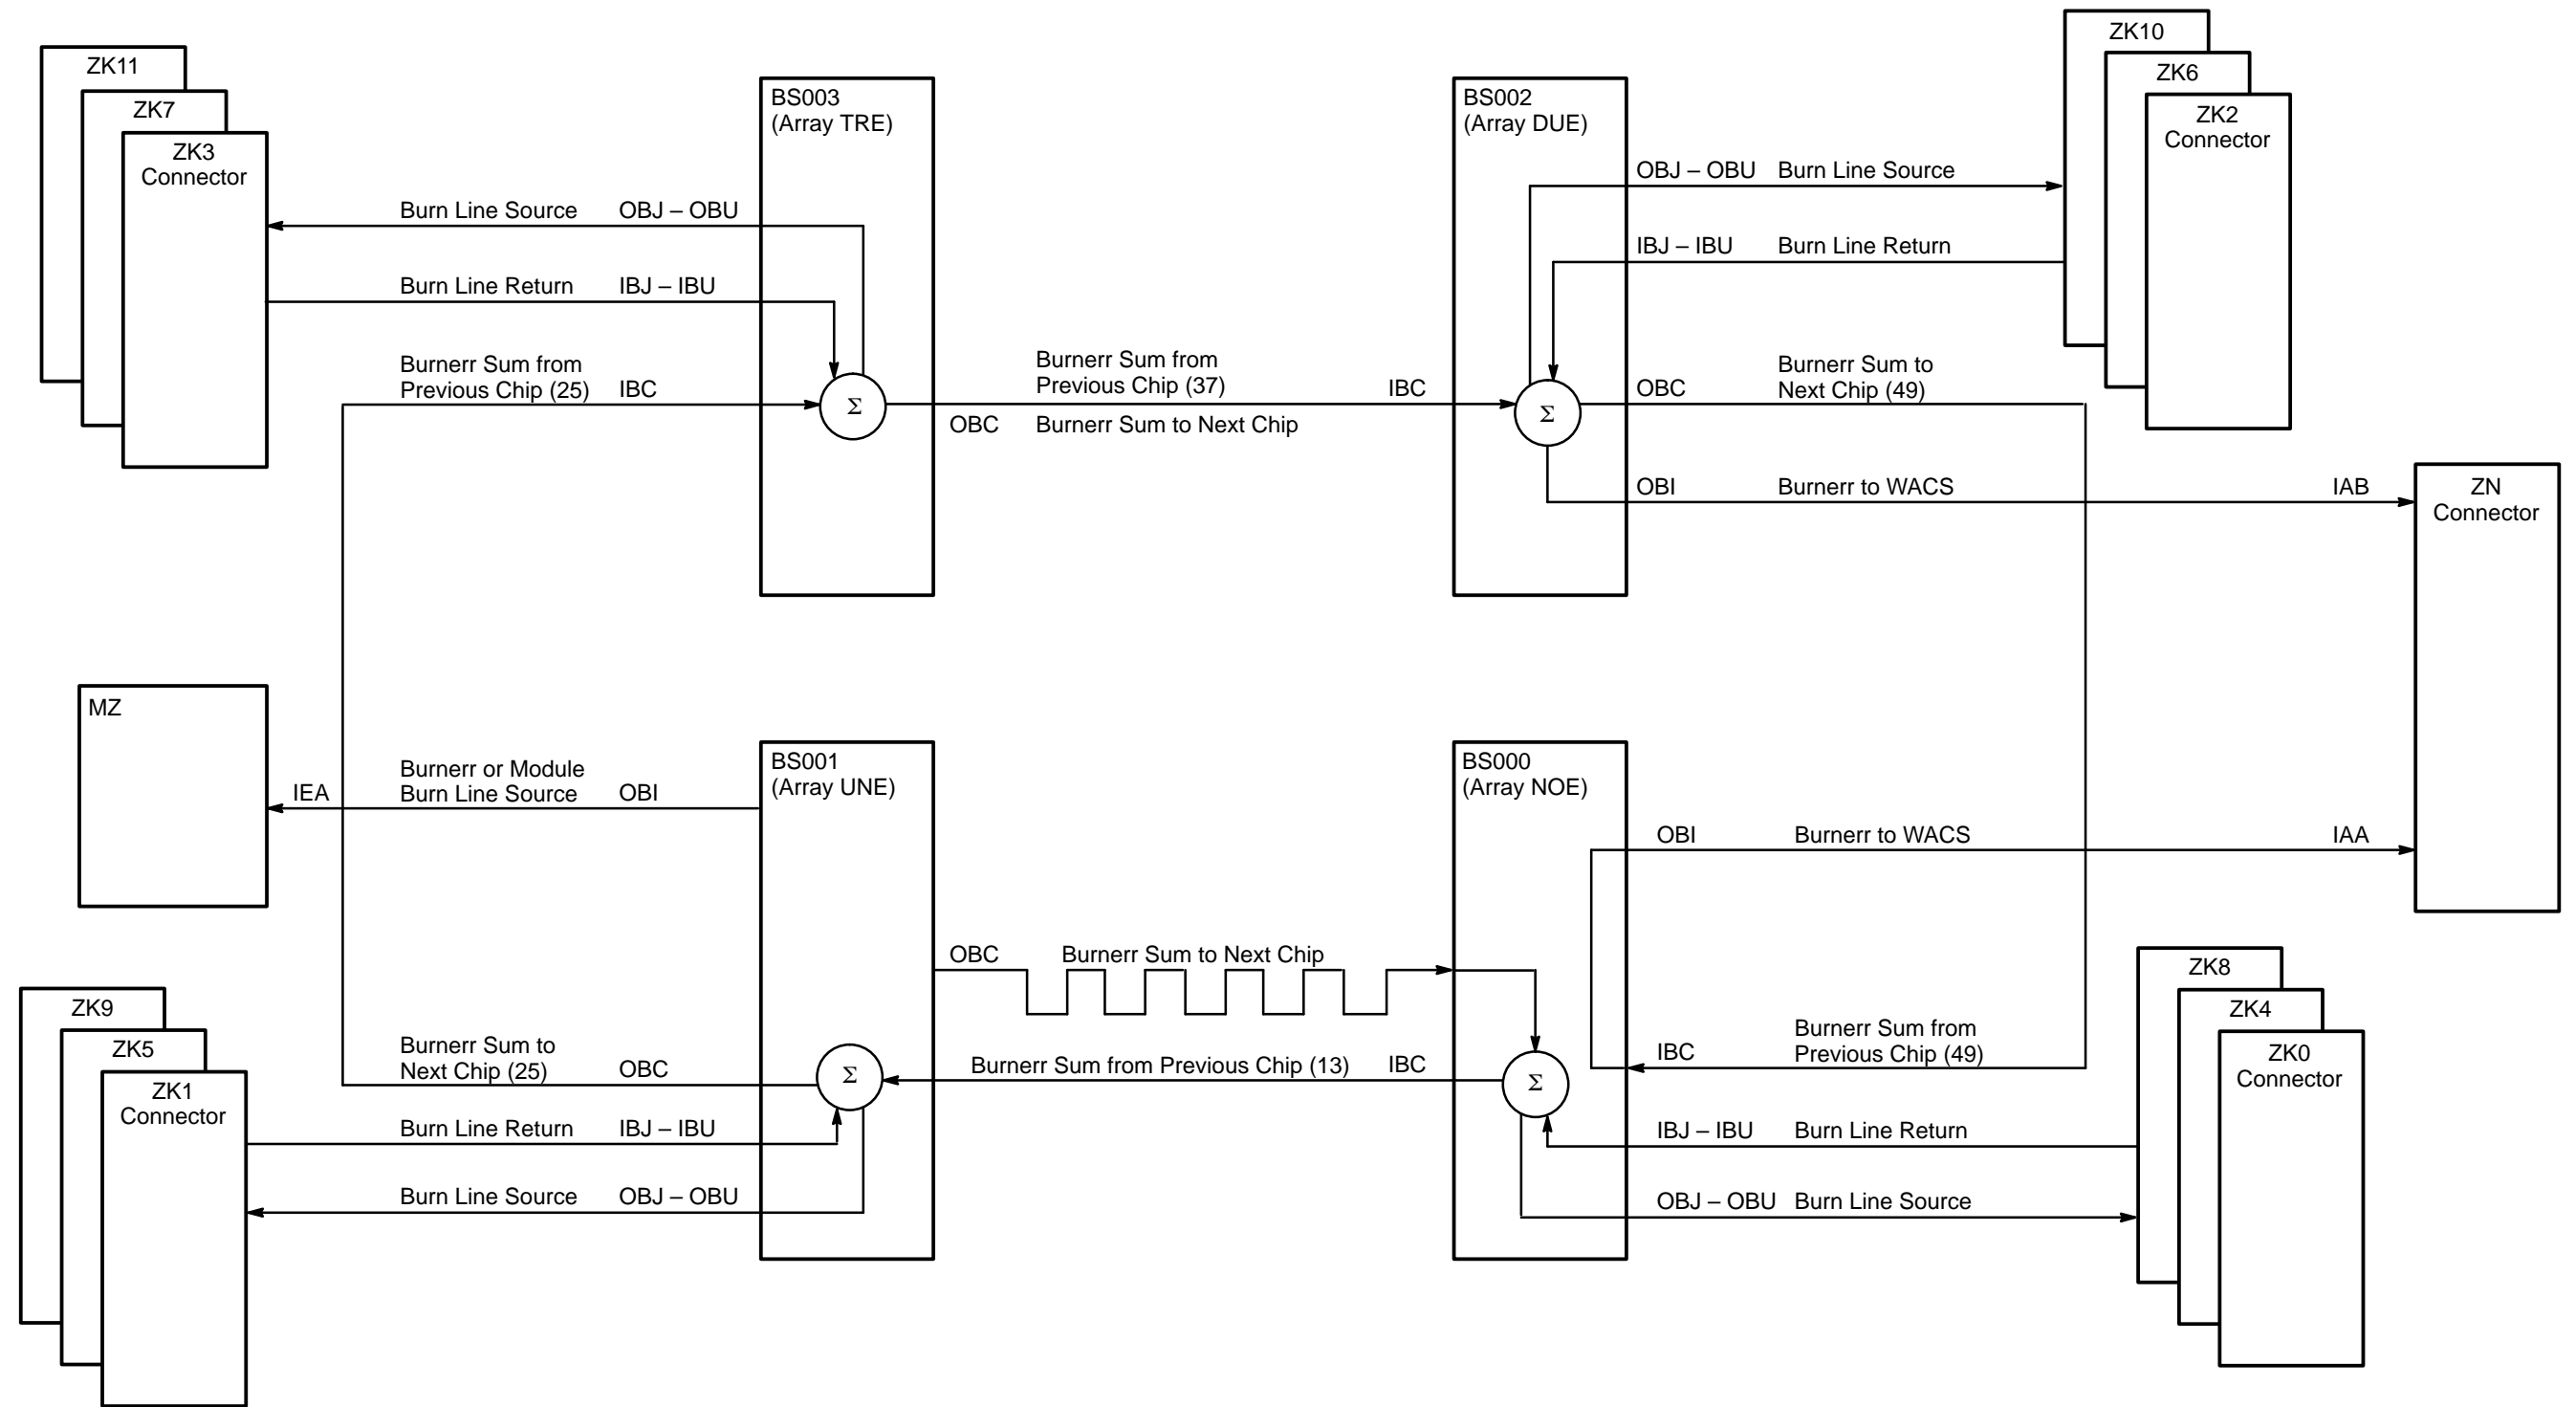 ZK11
ZK7
ZK3
Connector
BS003
(Array TRE)
BS002
(Array DUE)
ZK10
ZK6
ZK2
Connector
Burn Line Source OBJ – OBU
Burn Line Return IBJ – IBU
Burnerr Sum from
Previous Chip (25) IBC
Σ
Burnerr Sum from
Previous Chip (37) IBC
OBC Burnerr Sum to Next Chip
Σ
OBJ – OBU Burn Line Source
IBJ – IBU Burn Line Return
Burnerr Sum to
OBC Next Chip (49)
OBI Burnerr to WACS IAB
ZN
Connector
MZ
IEA
Burnerr or Module
Burn Line Source OBI
BS001
(Array UNE)
BS000
(Array NOE)
OBI Burnerr to WACS IAA
OBC Burnerr Sum to Next Chip
ZK9
ZK5
ZK1
Connector
Burnerr Sum to
Next Chip (25) OBC
Σ
Burnerr Sum from Previous Chip (13) IBC
Σ
Burnerr Sum from
IBC Previous Chip (49)
ZK8
ZK4
ZK0
Connector
Burn Line Return IBJ – IBU
IBJ – IBU Burn Line Return
Burn Line Source OBJ – OBU
OBJ – OBU Burn Line Source